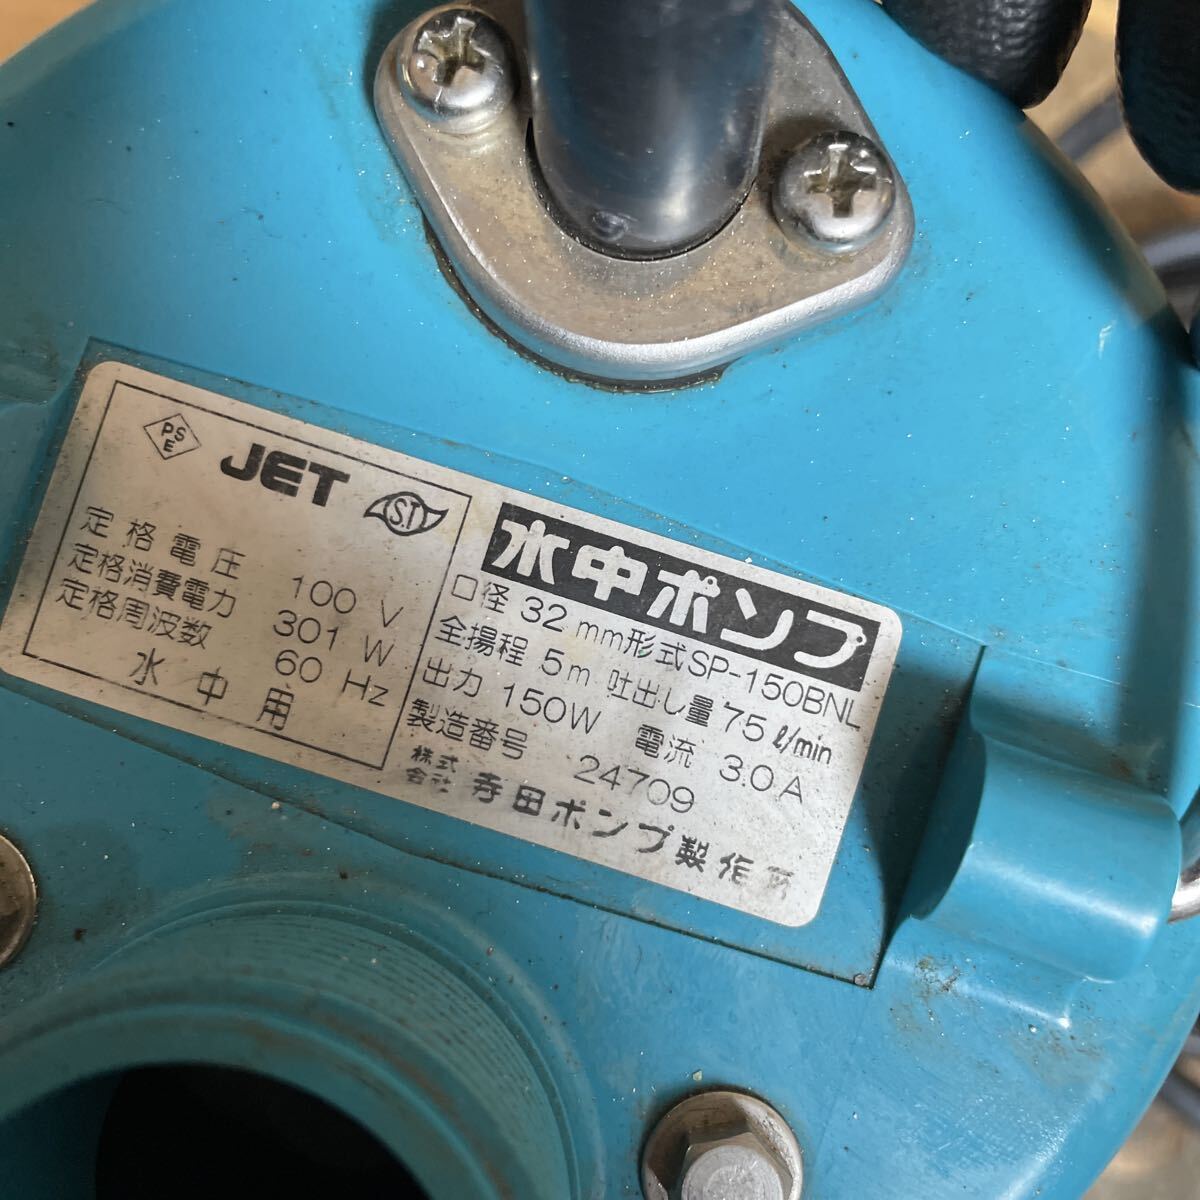 PSE JET ST
定格電圧 100 V
定格消費電力 301 W
定格周波数 60 Hz
水中用
水中ポンプ
口径 32 mm 形式 SP-150BNL
全揚程 5m 吐出し量 75 ℓ/min
出力 150W 電流 3.0 A
製造番号 24709
株式会社 寺田ポンプ製作所